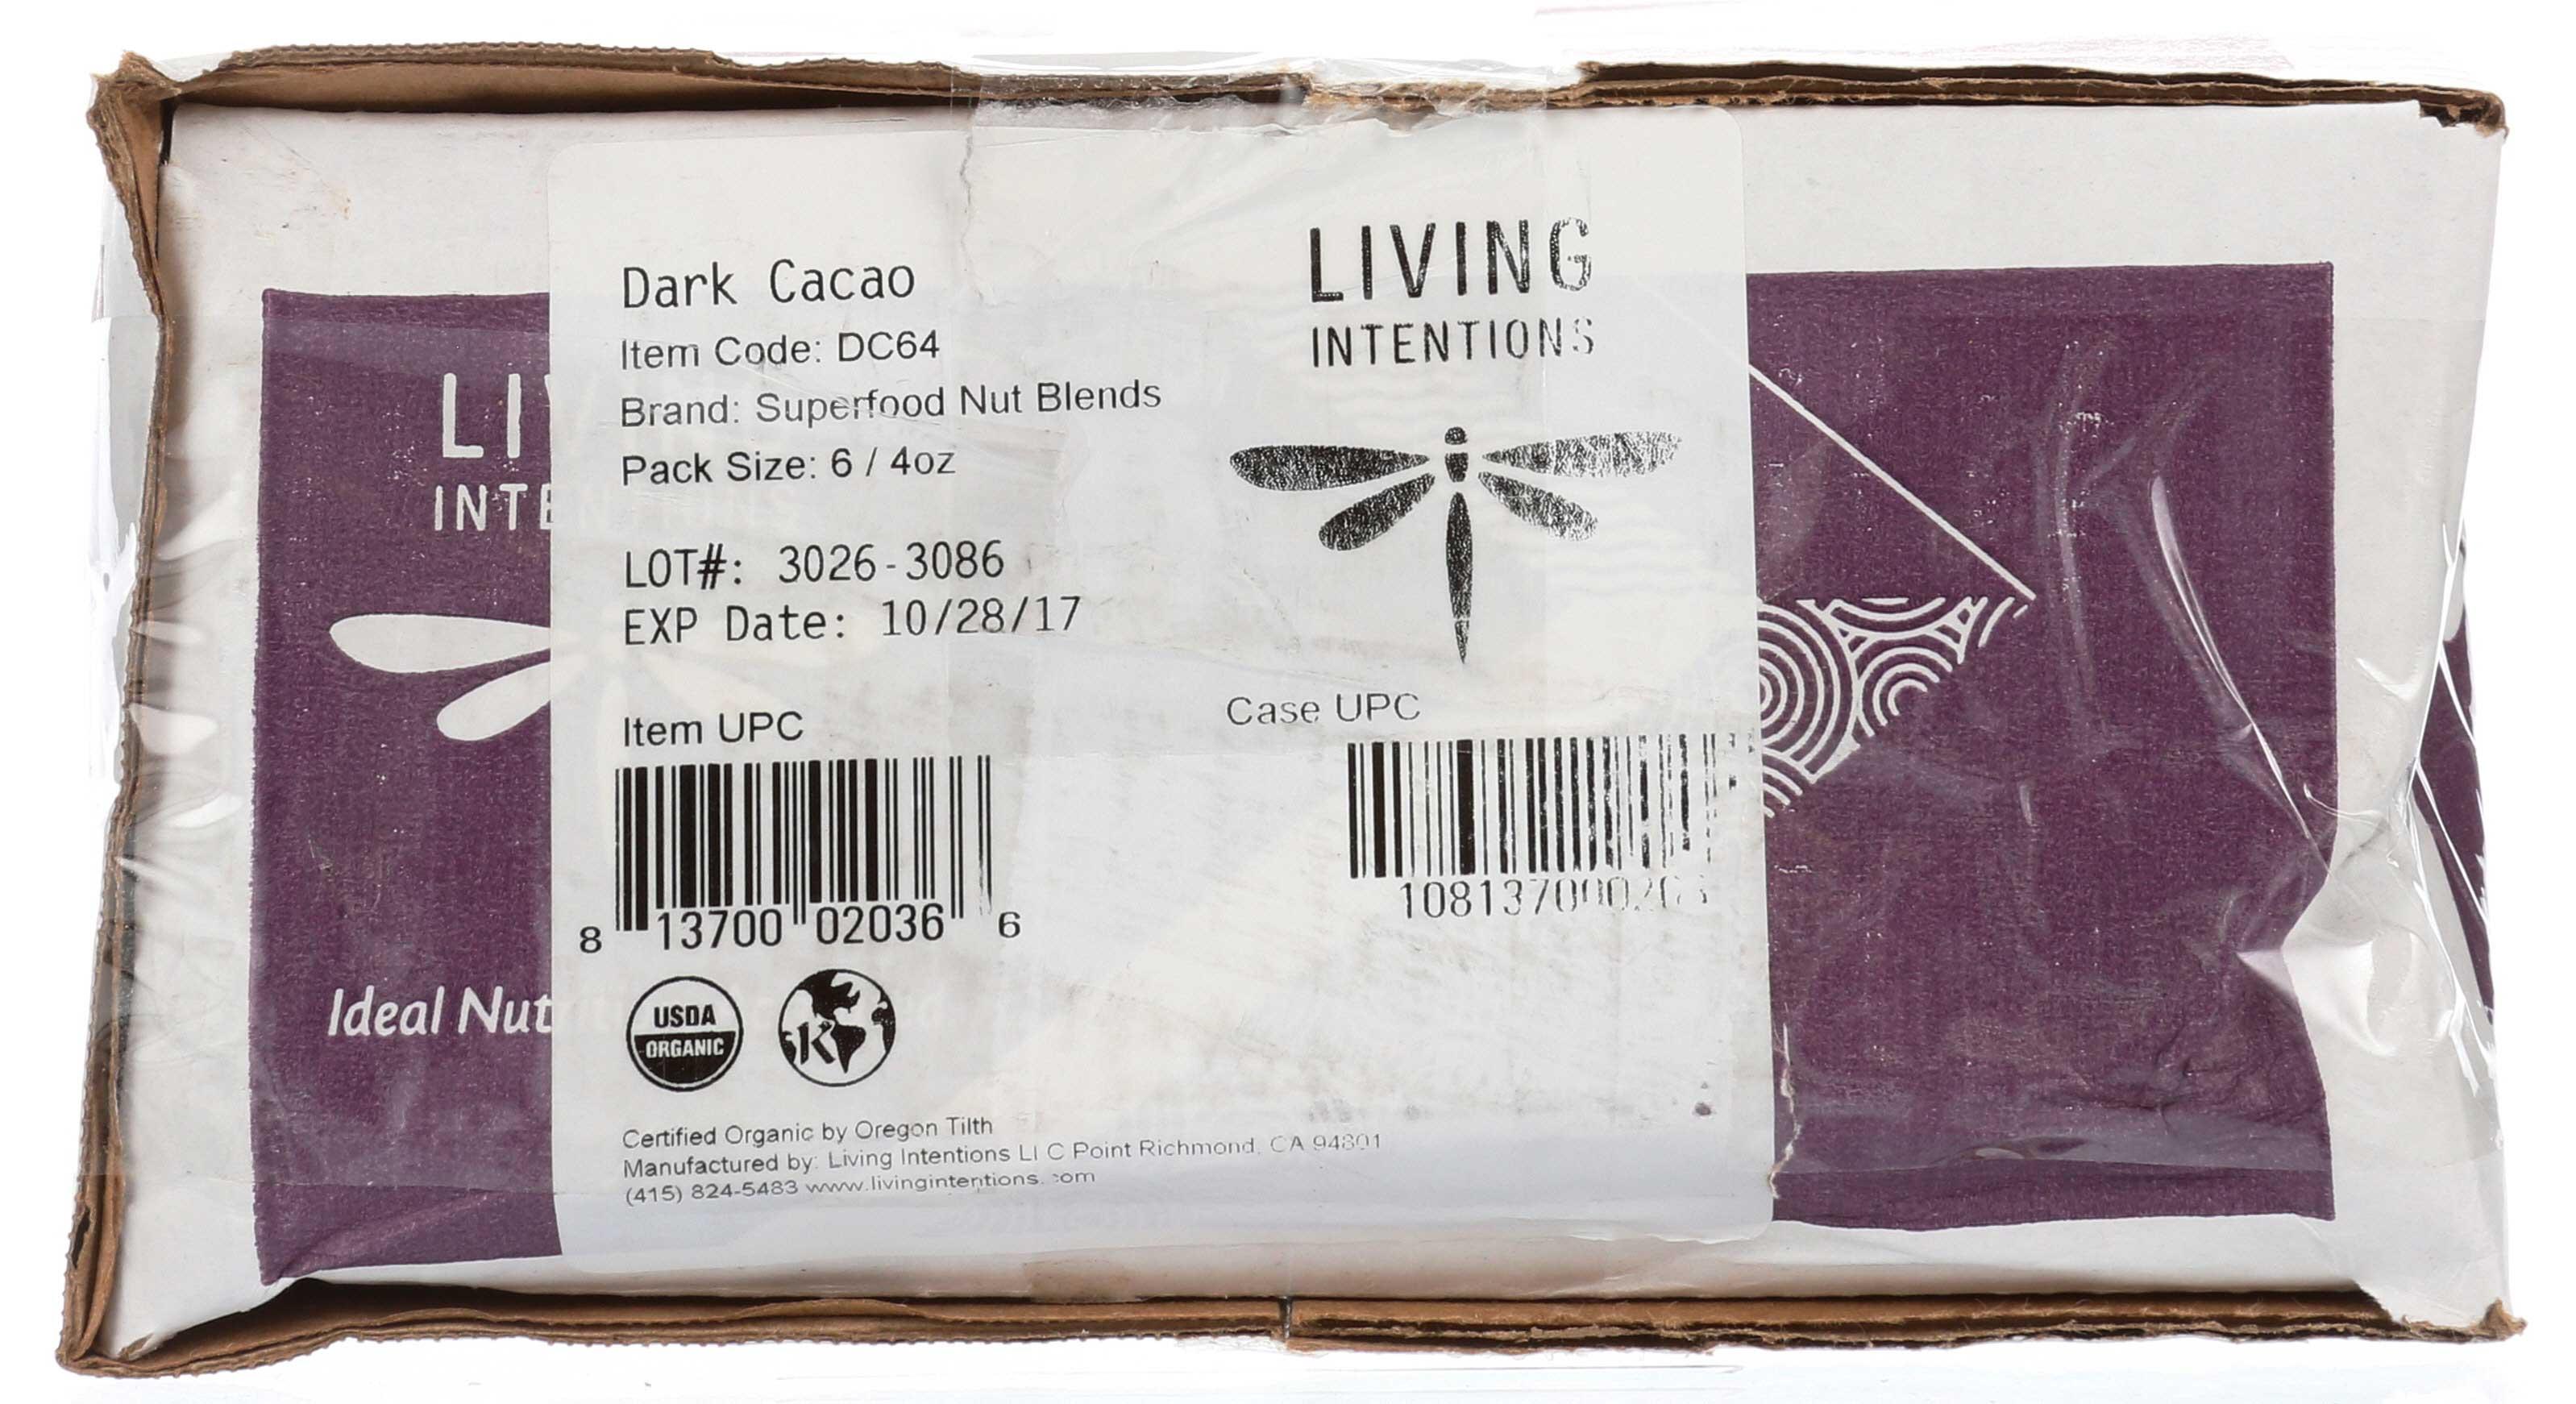 Dark Cacao
Item Code: DC64
Brand: Superfood Nut Blends
Pack Size: 6 / 4oz
LOT#: 3026-3086
EXP Date: 10/28/17
Item UPC
8 13700 02036 6
USDA
ORGANIC
K
Certified Organic by Oregon Tilth
Manufactured by: Living Intentions LLC Point Richmond, CA 94801
(415) 824-5483 www.livingintentions.com
LIVING
INTENTIONS
Case UPC
LIV
INTE
Ideal Nut